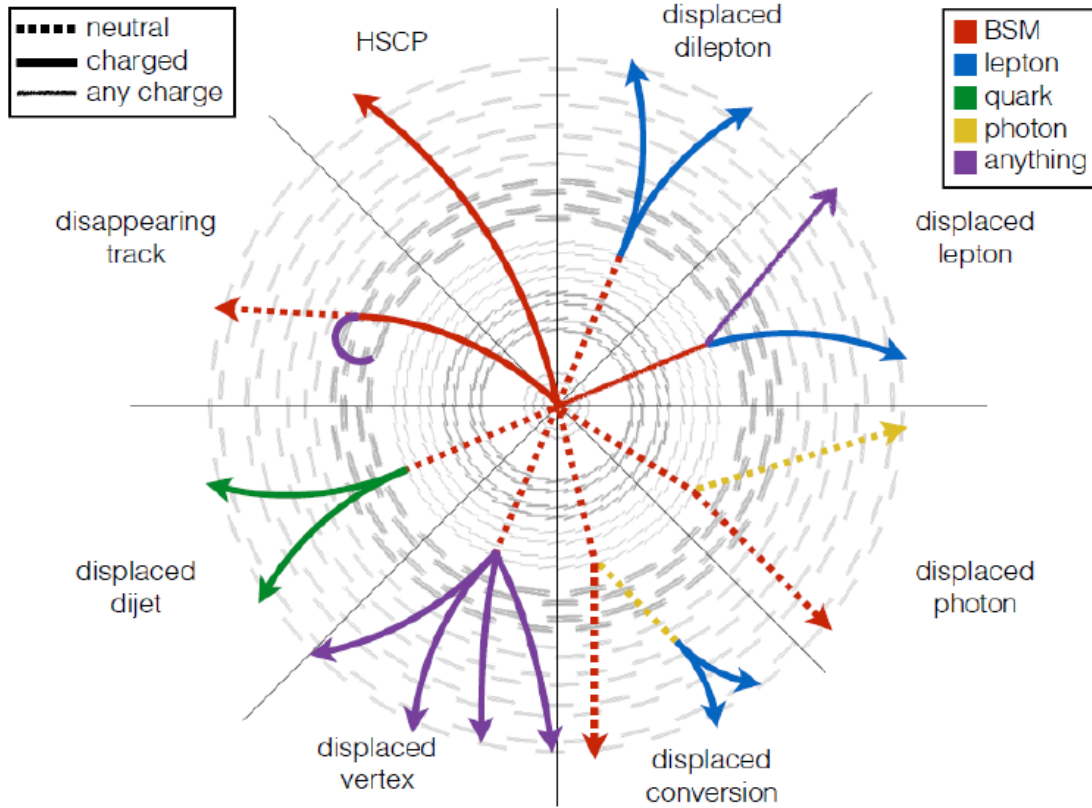 neutral
charged
any charge
HSCP
displaced
dilepton
BSM
lepton
quark
photon
anything
disappearing
track
displaced
lepton
displaced
dijet
displaced
photon
displaced
vertex
displaced
conversion